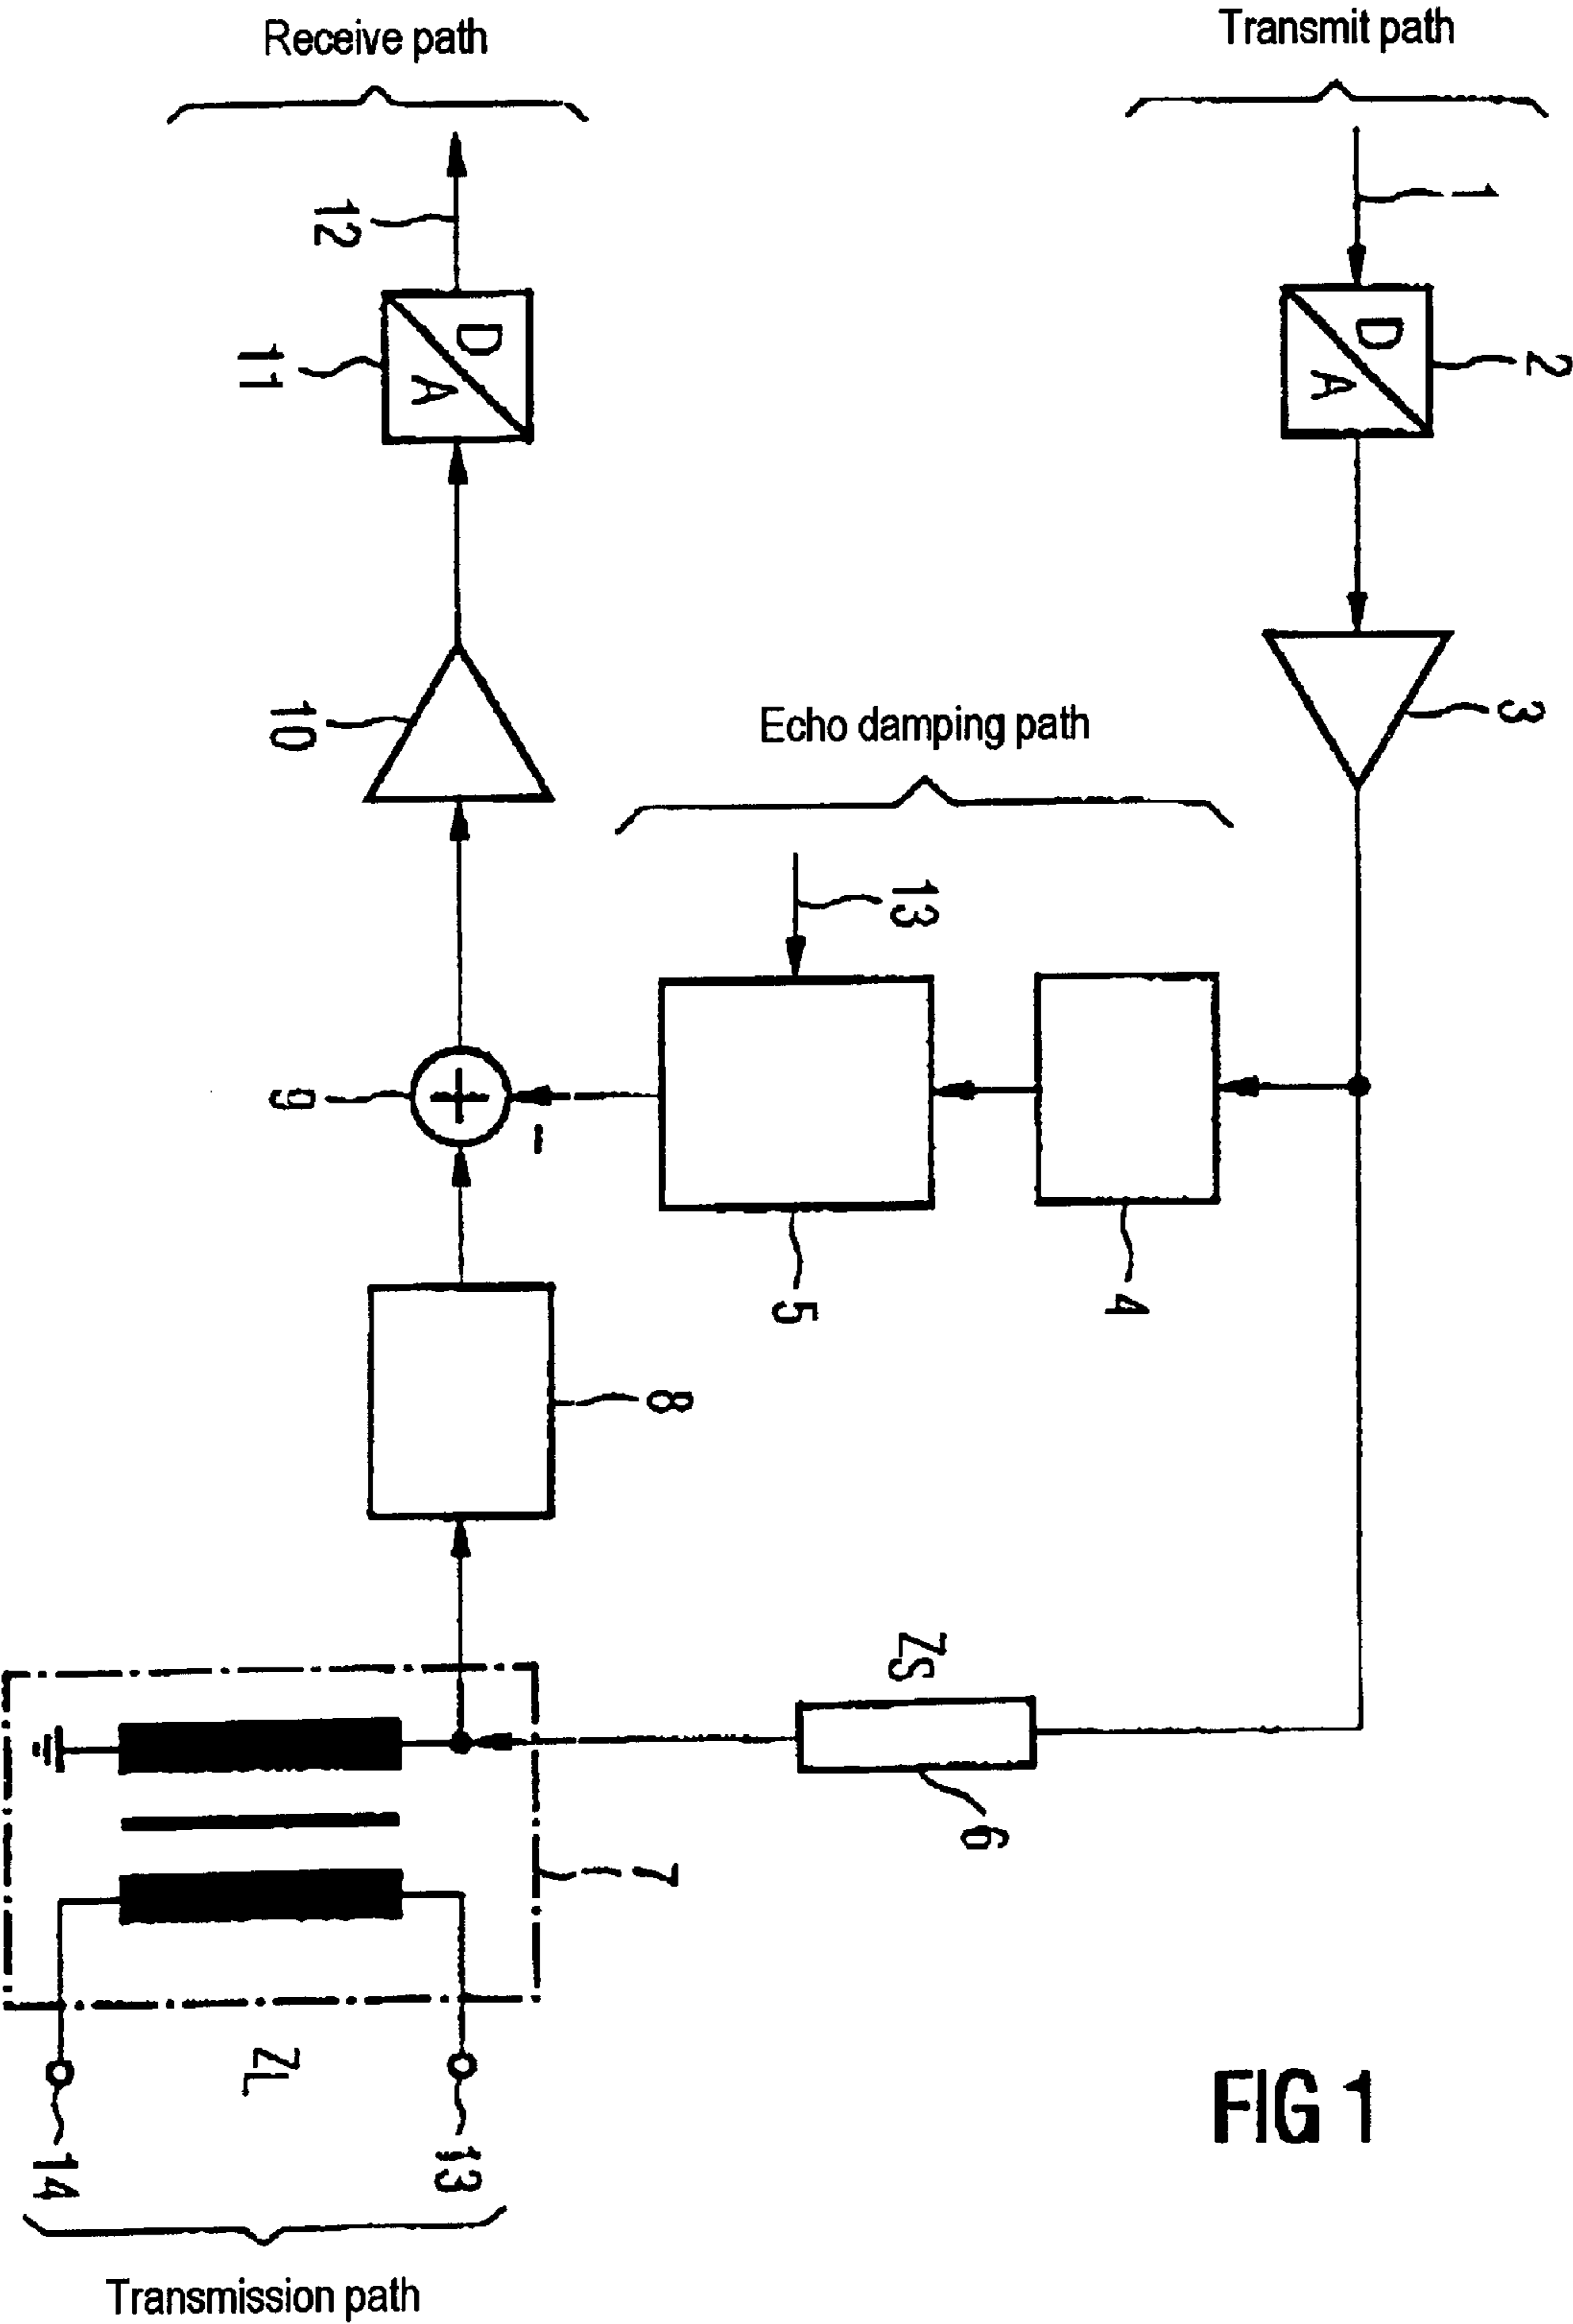 Receive path
Transmit path
1
12
D
A
2
D
A
11
3
10
Echo damping path
13
9
4
5
8
ZS
6
7
ZL
FIG 1
13
14
Transmission path